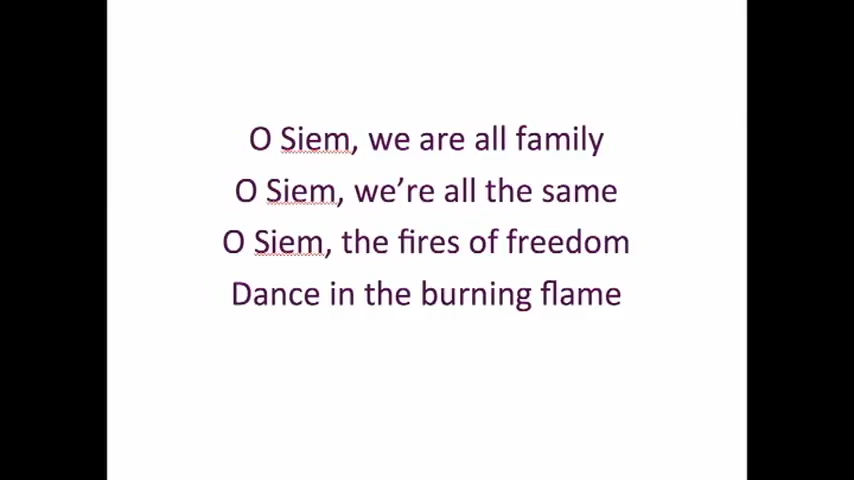 O Siem, we are all family
O Siem, we’re all the same
O Siem, the fires of freedom
Dance in the burning flame